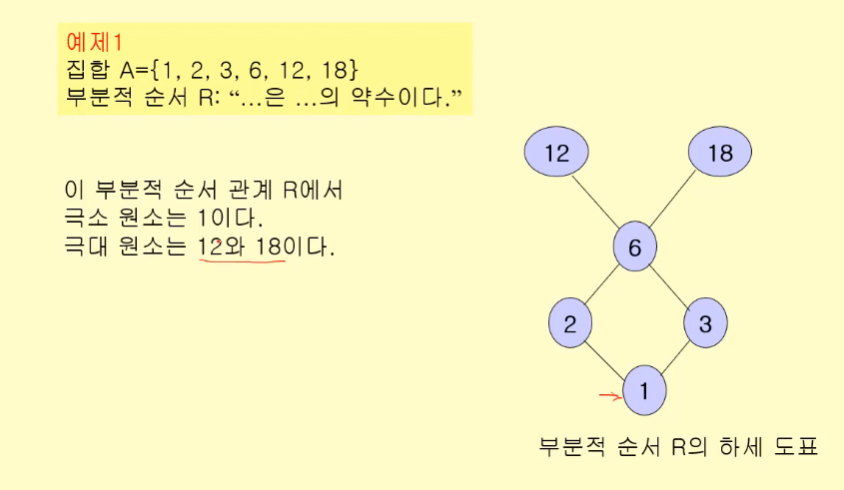 예제1
집합 A={1, 2, 3, 6, 12, 18}
부분적 순서 R: “...은 ...의 약수이다.”
이 부분적 순서 관계 R에서
극소 원소는 1이다.
극대 원소는 12와 18이다.
12
18
6
2
3
1
부분적 순서 R의 하세 도표